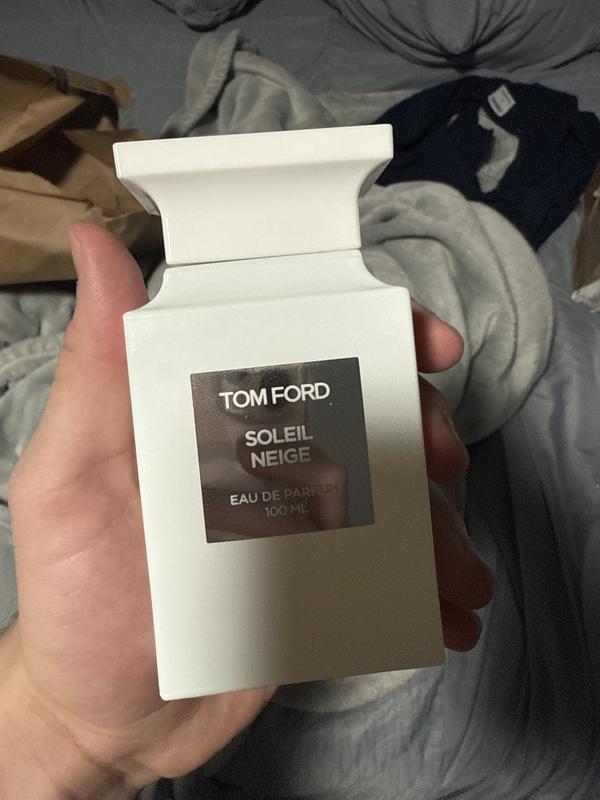 TOM FORD
SOLEIL
NEIGE
EAU DE PARFUM
100 ML